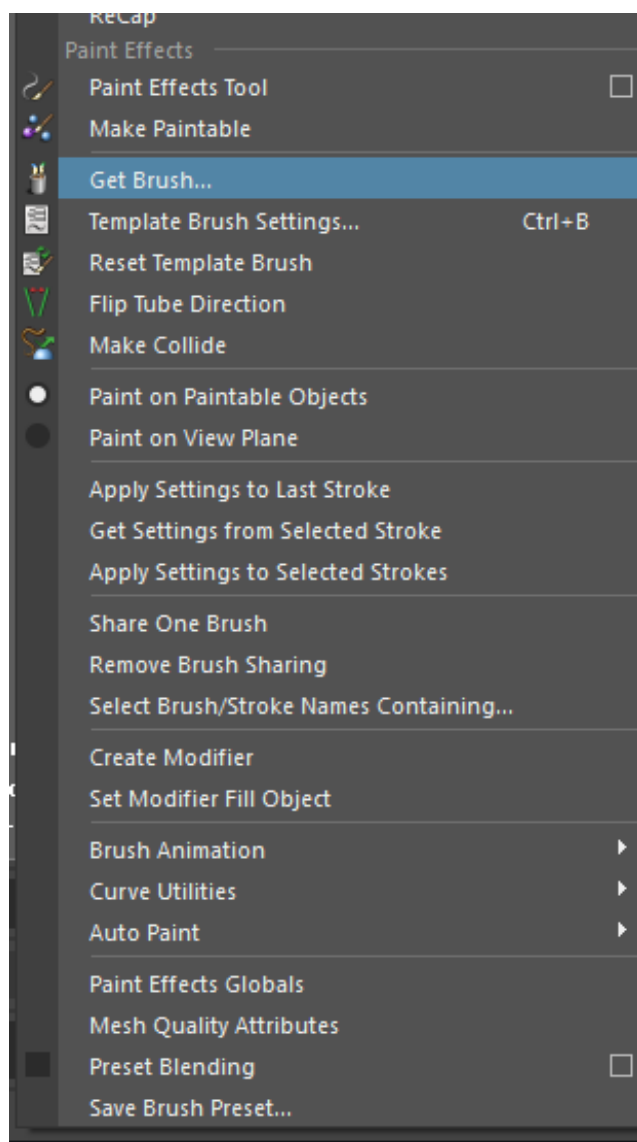 ReCap
Paint Effects
Paint Effects Tool
Make Paintable
Get Brush...
Template Brush Settings... Ctrl+B
Reset Template Brush
Flip Tube Direction
Make Collide
Paint on Paintable Objects
Paint on View Plane
Apply Settings to Last Stroke
Get Settings from Selected Stroke
Apply Settings to Selected Strokes
Share One Brush
Remove Brush Sharing
Select Brush/Stroke Names Containing...
Create Modifier
Set Modifier Fill Object
Brush Animation
Curve Utilities
Auto Paint
Paint Effects Globals
Mesh Quality Attributes
Preset Blending
Save Brush Preset...